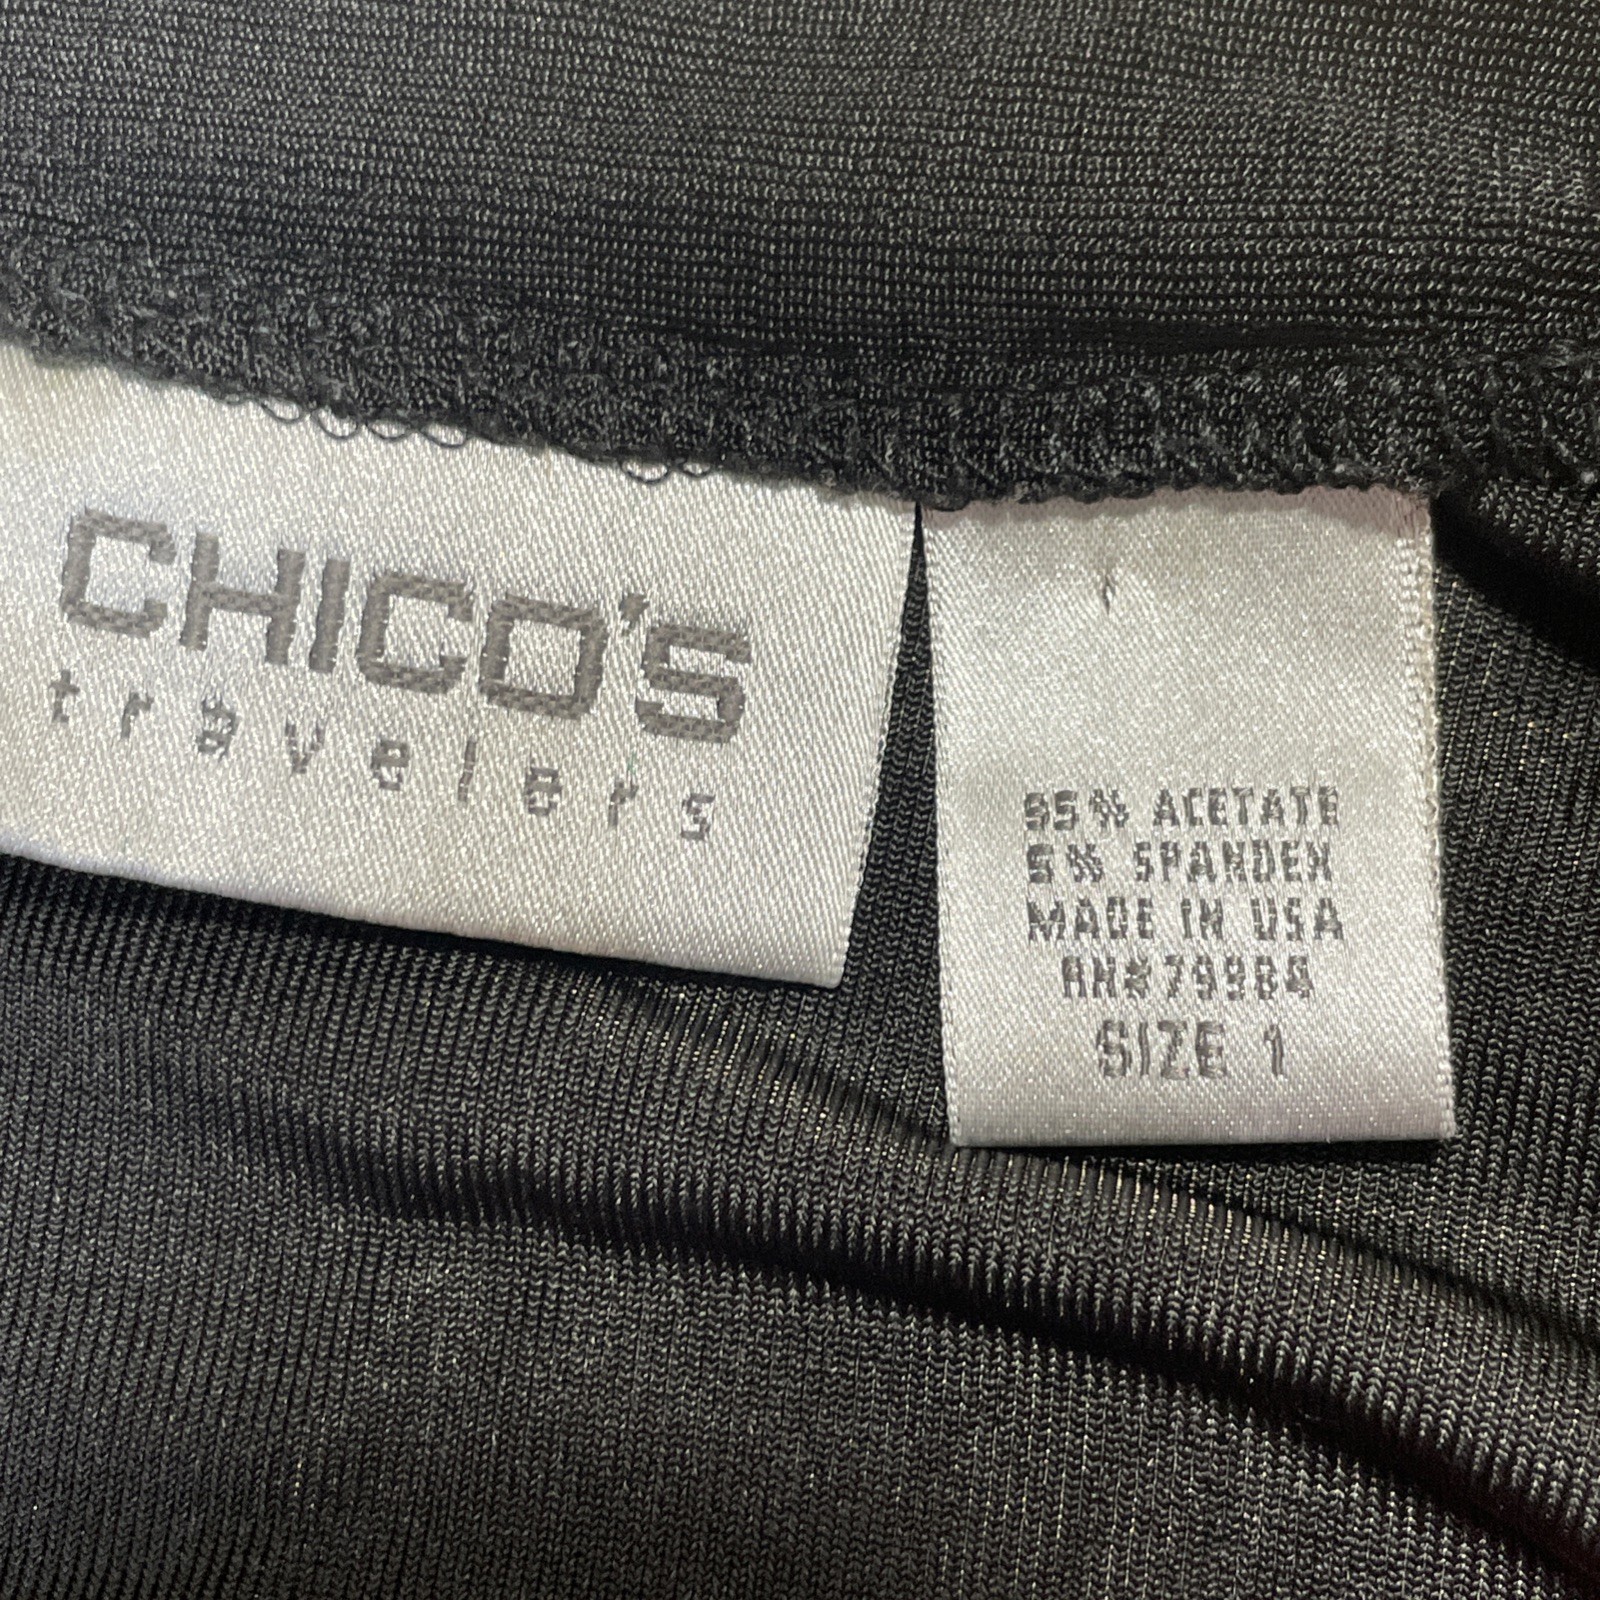 CHICO'S
travelers
95% ACETATE
5% SPANDEX
MADE IN USA
RN#79984
SIZE 1